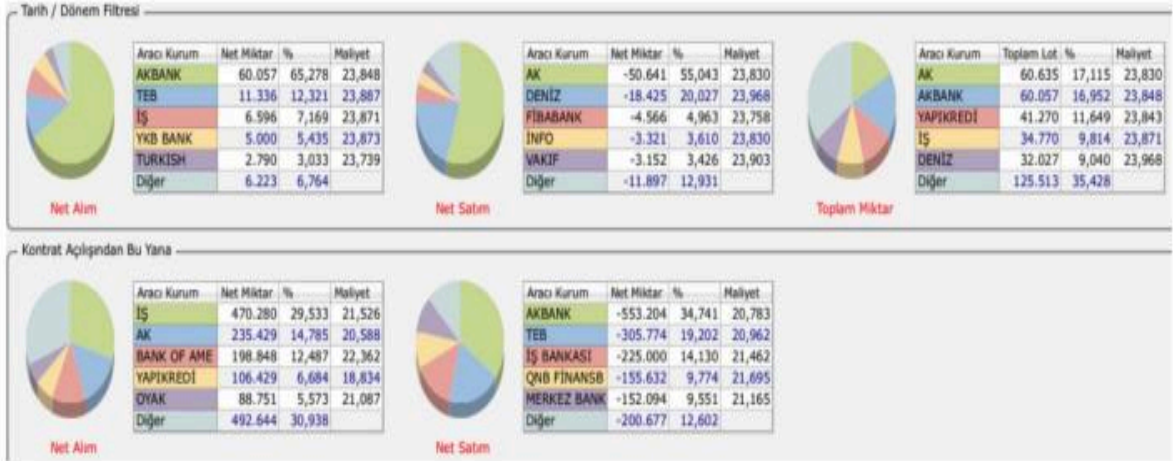 Tarih / Dönem Filtresi
Aracı Kurum Net Miktar % Maliyet
AKBANK 60.057 65,278 23,848
TEB 11.336 12,321 23,887
İŞ 6.596 7,169 23,871
YKB BANK 5.000 5,435 23,873
TURKISH 2.790 3,033 23,739
Diğer 6.223 6,764
Net Alım
Aracı Kurum Net Miktar % Maliyet
AK -50.641 55,043 23,830
DENİZ -18.425 20,027 23,968
FİBABANK -4.566 4,963 23,758
İNFO -3.321 3,610 23,830
VAKIF -3.152 3,426 23,903
Diğer -11.897 12,931
Net Satım
Aracı Kurum Toplam Lot % Maliyet
AK 60.635 17,115 23,830
AKBANK 60.057 16,952 23,848
YAPIKREDİ 41.270 11,649 23,843
İŞ 34.770 9,814 23,871
DENİZ 32.027 9,040 23,968
Diğer 125.513 35,428
Toplam Miktar
Kontrat Açılışından Bu Yana
Aracı Kurum Net Miktar % Maliyet
İŞ 470.280 29,533 21,526
AK 235.429 14,785 20,588
BANK OF AME 198.848 12,487 22,362
YAPIKREDİ 106.429 6,684 18,834
OYAK 88.751 5,573 21,087
Diğer 492.644 30,938
Net Alım
Aracı Kurum Net Miktar % Maliyet
AKBANK -553.204 34,741 20,783
TEB -305.774 19,202 20,962
İŞ BANKASI -225.000 14,130 21,462
QNB FİNANSB -155.632 9,774 21,695
MERKEZ BANK -152.094 9,551 21,165
Diğer -200.677 12,602
Net Satım